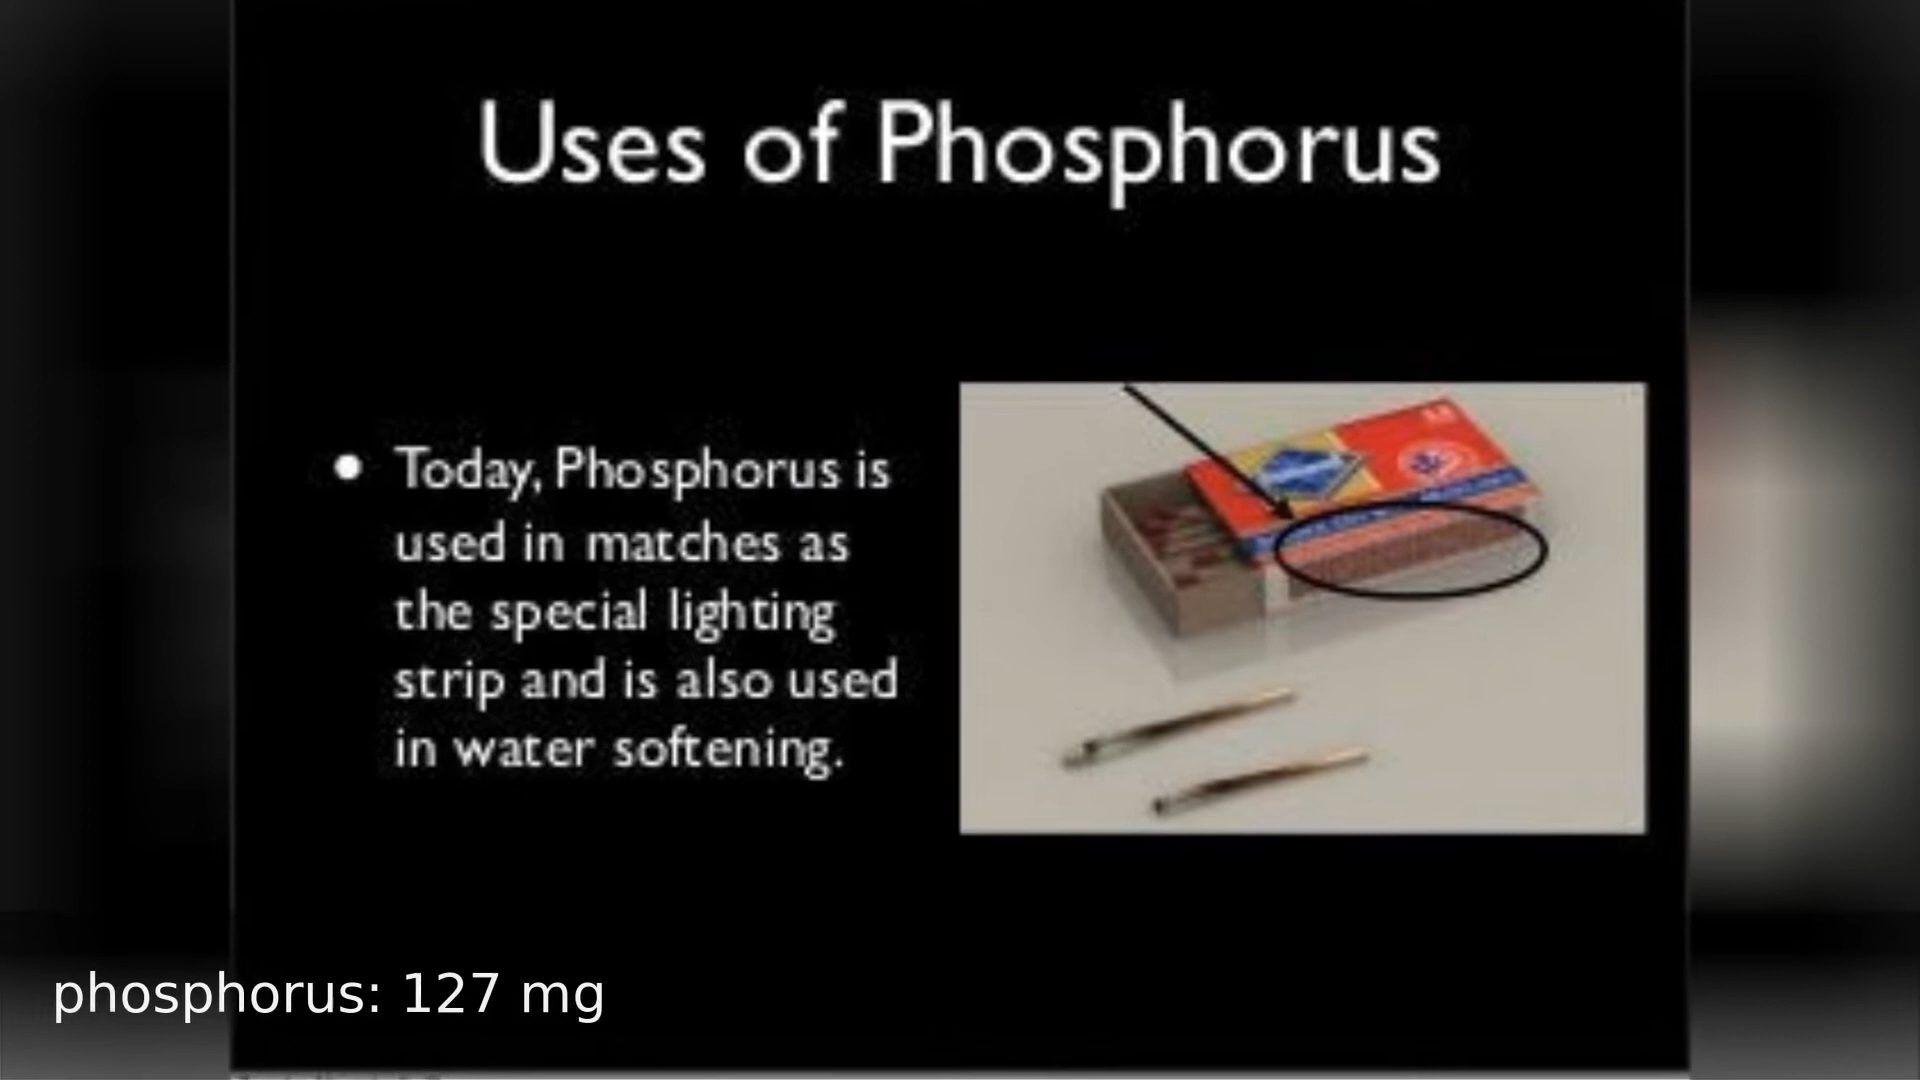 Uses of Phosphorus
• Today, Phosphorus is
used in matches as
the special lighting
strip and is also used
in water softening.
phosphorus: 127 mg